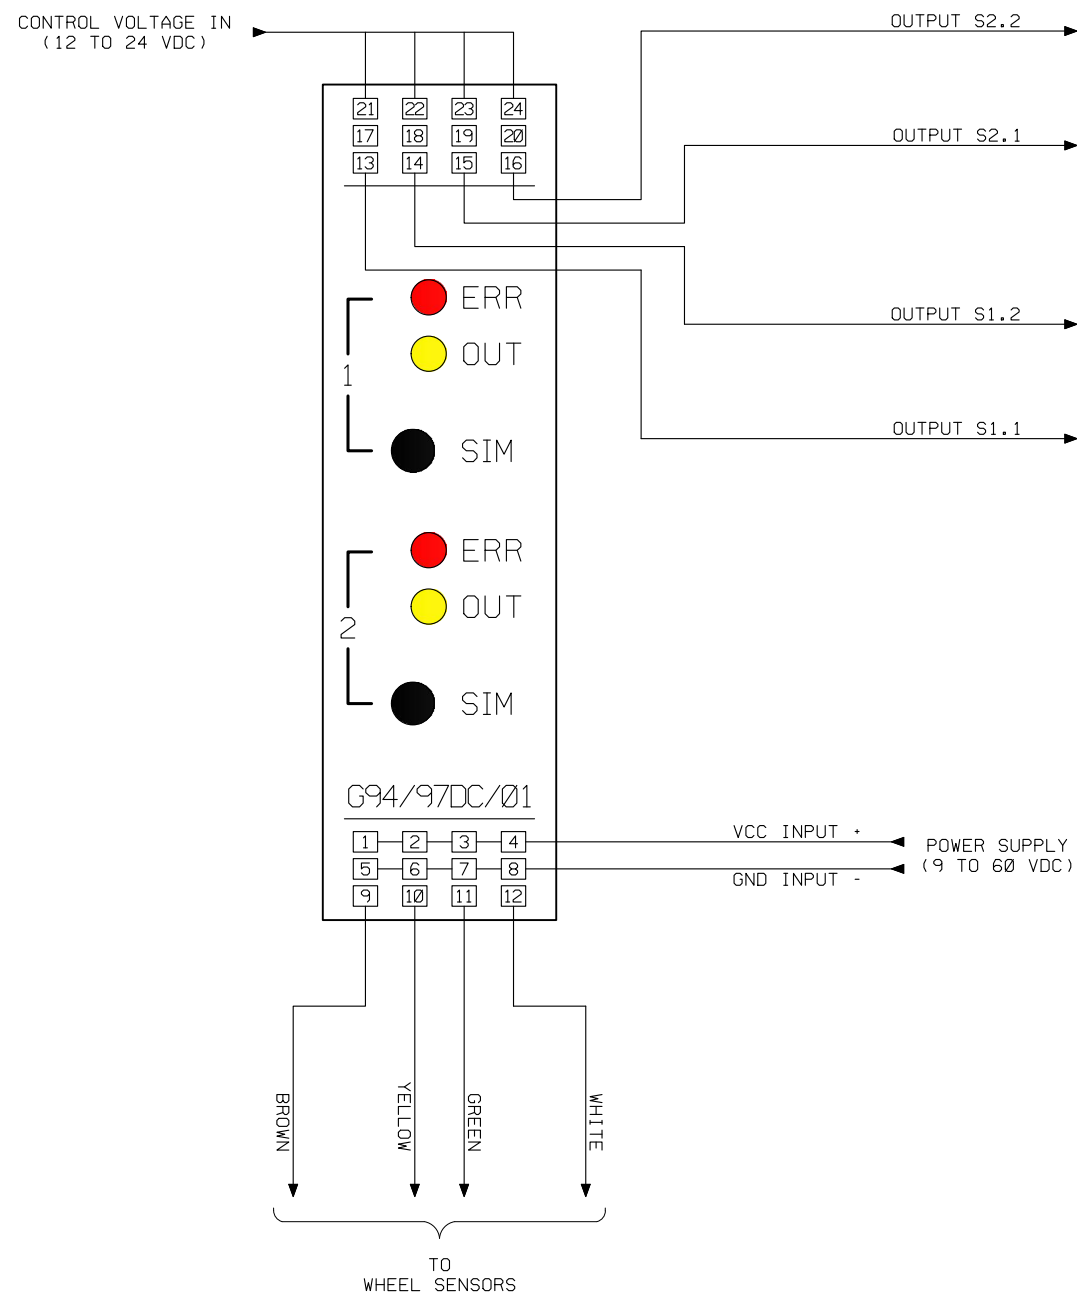 CONTROL VOLTAGE IN
(12 TO 24 VDC)
OUTPUT S2.2
OUTPUT S2.1
OUTPUT S1.2
OUTPUT S1.1
21 22 23 24
17 18 19 20
13 14 15 16
1
ERR
OUT
SIM
2
ERR
OUT
SIM
G94/97DC/01
1 2 3 4
5 6 7 8
9 10 11 12
VCC INPUT +
GND INPUT -
POWER SUPPLY
(9 TO 60 VDC)
BROWN
YELLOW
GREEN
WHITE
TO
WHEEL SENSORS